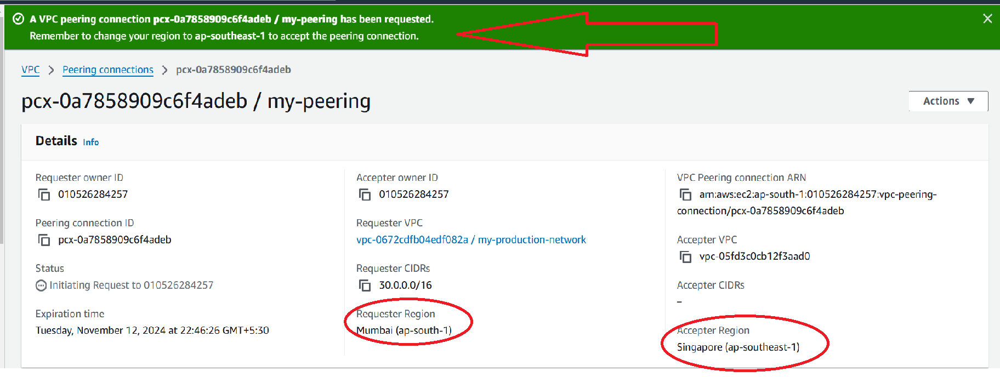 A VPC peering connection pcx-0a7858909c6f4adeb / my-peering has been requested.
Remember to change your region to ap-southeast-1 to accept the peering connection.
VPC > Peering connections > pcx-0a7858909c6f4adeb
pcx-0a7858909c6f4adeb / my-peering
Actions
Details Info
Requester owner ID
010526284257
Peering connection ID
pcx-0a7858909c6f4adeb
Status
Initiating Request to 010526284257
Expiration time
Tuesday, November 12, 2024 at 22:46:26 GMT+5:30
Accepter owner ID
010526284257
Requester VPC
vpc-0672cdfb04edf082a / my-production-network
Requester CIDRs
30.0.0.0/16
Requester Region
Mumbai (ap-south-1)
VPC Peering connection ARN
arn:aws:ec2:ap-south-1:010526284257:vpc-peering-
connection/pcx-0a7858909c6f4adeb
Accepter VPC
vpc-05fd3c0cb12f3aad0
Accepter CIDRs
–
Accepter Region
Singapore (ap-southeast-1)